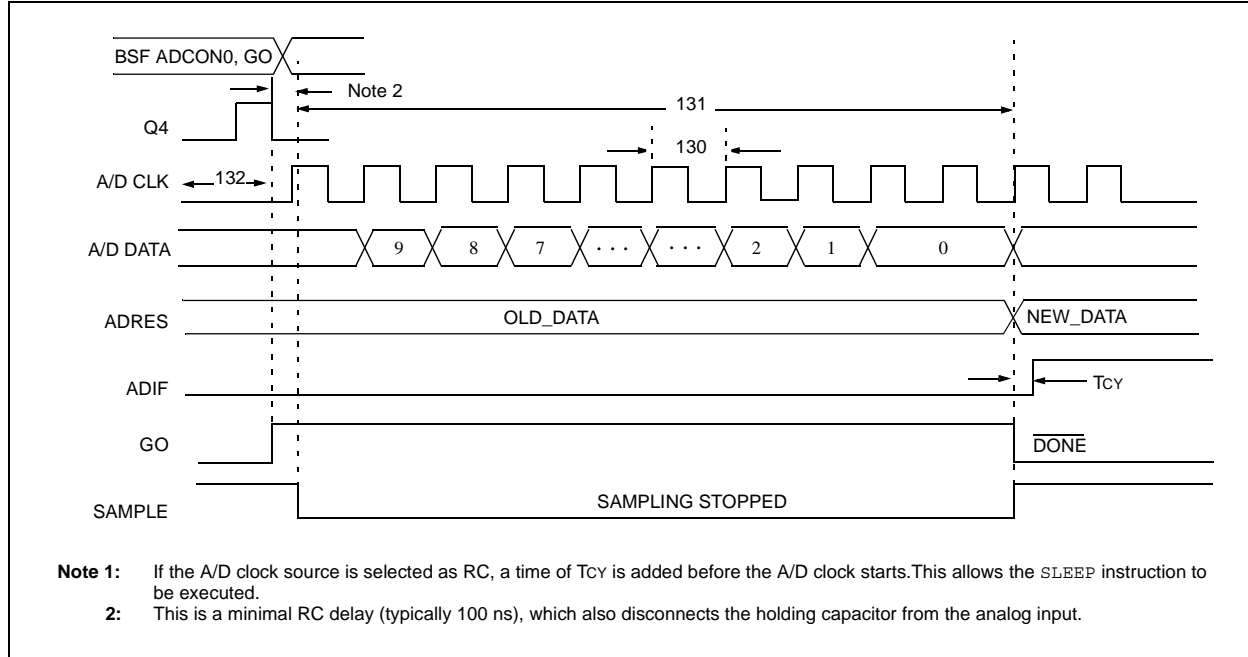 BSF ADCON0, GO
Note 2
131
Q4
130
A/D CLK
132
A/D DATA
9 8 7 · · · · · · 2 1 0
ADRES
OLD_DATA
NEW_DATA
ADIF
TCY
GO
DONE
SAMPLE
SAMPLING STOPPED
Note 1: If the A/D clock source is selected as RC, a time of TCY is added before the A/D clock starts.This allows the SLEEP instruction to
be executed.
2: This is a minimal RC delay (typically 100 ns), which also disconnects the holding capacitor from the analog input.